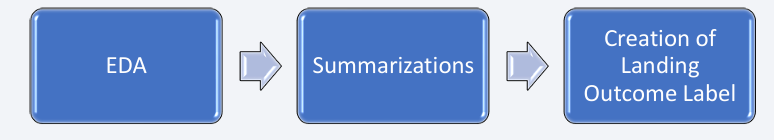 EDA
Summarizations
Creation of
Landing
Outcome Label